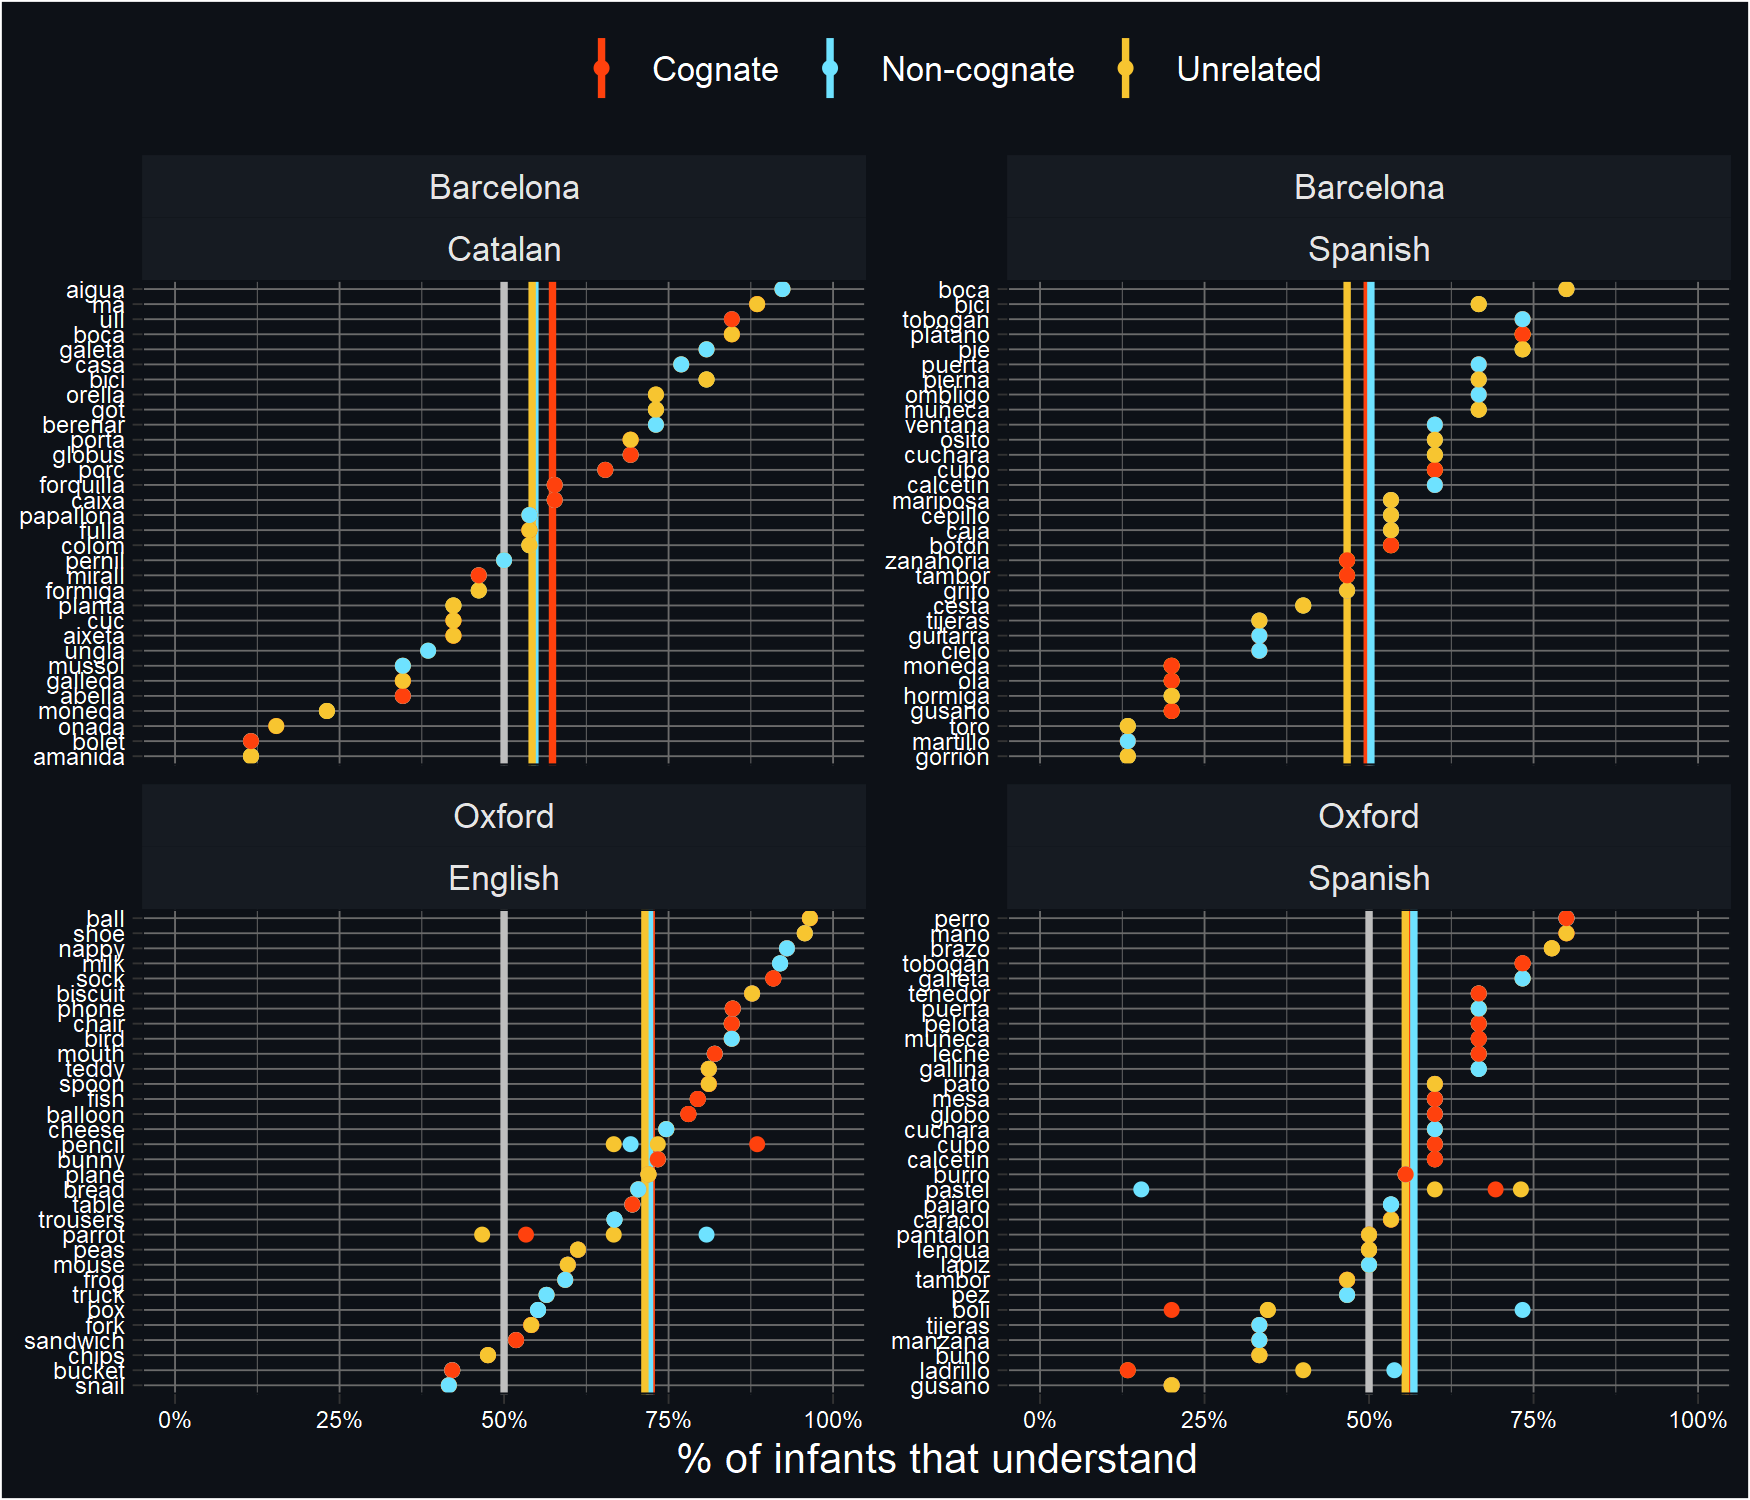 Cognate Non-cognate Unrelated
Barcelona
Catalan
aigua
ma
ull
boca
galeta
casa
bici
orella
got
berenar
porta
globus
porc
forquilla
caixa
papallona
fulla
colom
pernil
mirall
formiga
planta
cuc
aixeta
ungla
mussol
galleda
abella
moneda
onada
bolet
amanida
Barcelona
Spanish
boca
bici
tobogan
platano
pie
puerta
pierna
ombligo
muñeca
ventana
osito
cuchara
cubo
calcetin
mariposa
cepillo
caja
boton
zanahoria
tambor
grifo
cesta
tijeras
guitarra
cielo
moneda
ola
hormiga
gusano
toro
martillo
gorrion
Oxford
English
ball
shoe
nappy
milk
sock
biscuit
phone
chair
bird
mouth
teddy
spoon
fish
balloon
cheese
pencil
bunny
plane
bread
table
trousers
parrot
peas
mouse
frog
truck
box
fork
sandwich
chips
bucket
snail
0% 25% 50% 75% 100%
Oxford
Spanish
perro
mano
brazo
tobogan
galleta
tenedor
puerta
pelota
muñeca
leche
gallina
pato
mesa
globo
cuchara
cubo
calcetin
burro
pastel
pajaro
caracol
pantalon
lengua
lapiz
tambor
pez
boli
tijeras
manzana
buho
ladrillo
gusano
0% 25% 50% 75% 100%
% of infants that understand